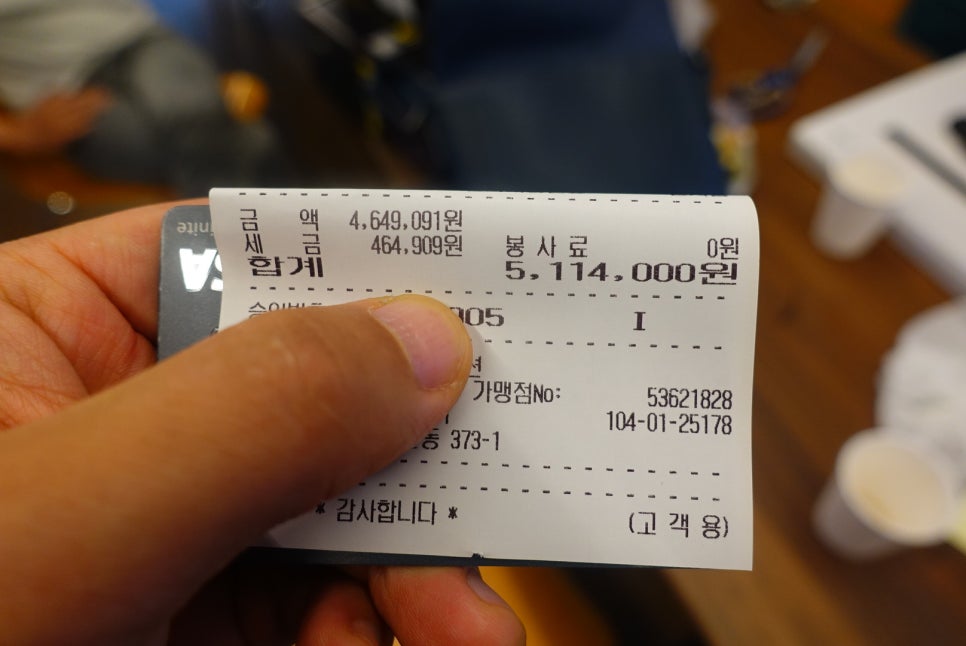 금 액 4,649,091원
세 금 464,909원 봉 사 료 0원
합계 5,114,000원
005 I
가맹점No: 53621828
104-01-25178
373-1
* 감사합니다 *
(고 객 용)